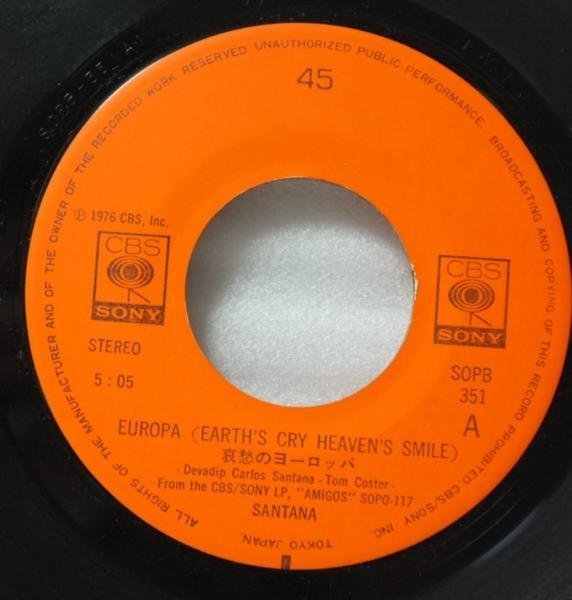 45
ALL RIGHTS OF THE MANUFACTURER AND OF THE OWNER OF THE RECORDED WORK RESERVED UNAUTHORIZED PUBLIC PERFORMANCE. BROADCASTING AND COPYING OF THIS RECORD PROHIBITED CBS/SONY INC.
TOKYO JAPAN.
Ⓟ 1976 CBS, Inc.
CBS
SONY
CBS
SONY
STEREO
5 : 05
SOPB
351
A
EUROPA (EARTH'S CRY HEAVEN'S SMILE)
哀愁のヨーロッパ
- Devadip Carlos Santana - Tom Coster -
From the CBS/SONY LP, "AMIGOS" SOPO-117
SANTANA